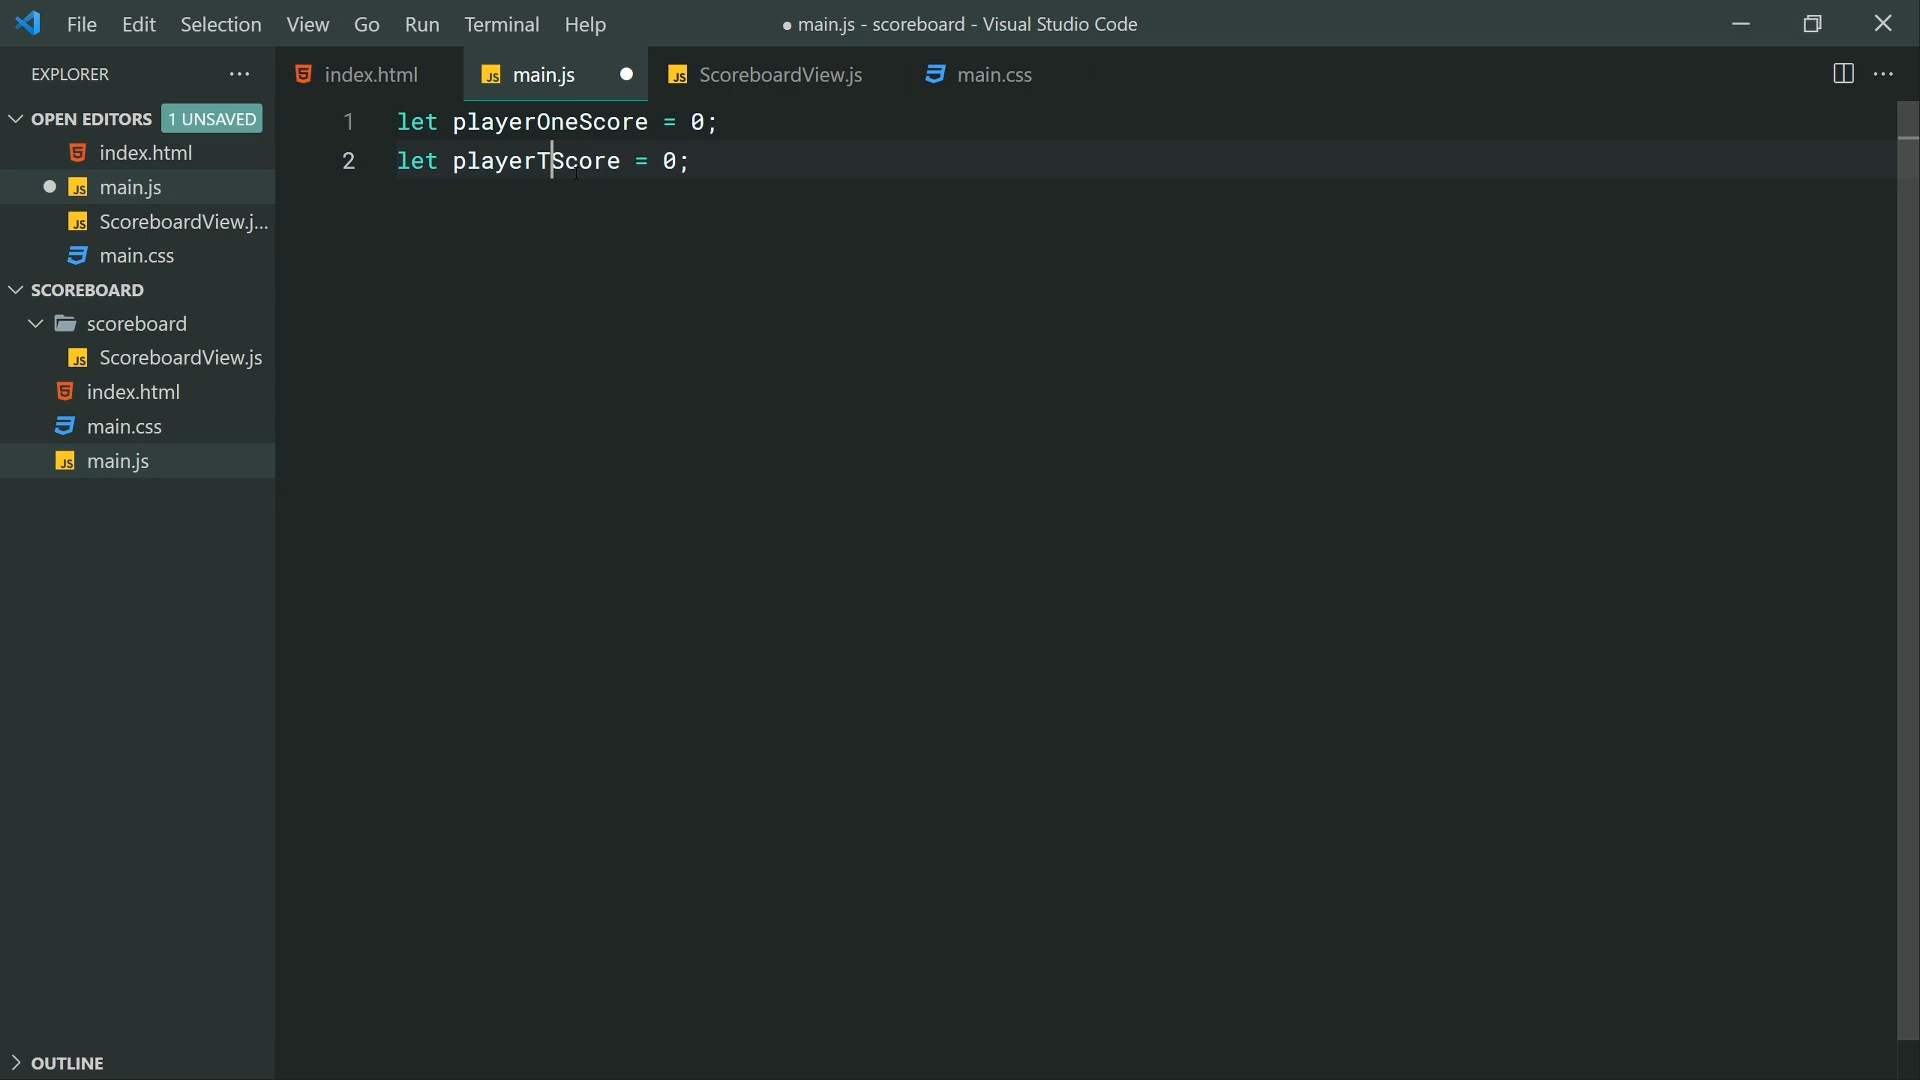 File Edit Selection View Go Run Terminal Help
● main.js - scoreboard - Visual Studio Code
EXPLORER
index.html
main.js
ScoreboardView.js
main.css
OPEN EDITORS
1 UNSAVED
index.html
main.js
ScoreboardView.j...
main.css
SCOREBOARD
scoreboard
ScoreboardView.js
index.html
main.css
main.js
OUTLINE
1 let playerOneScore = 0;
2 let playerTScore = 0;